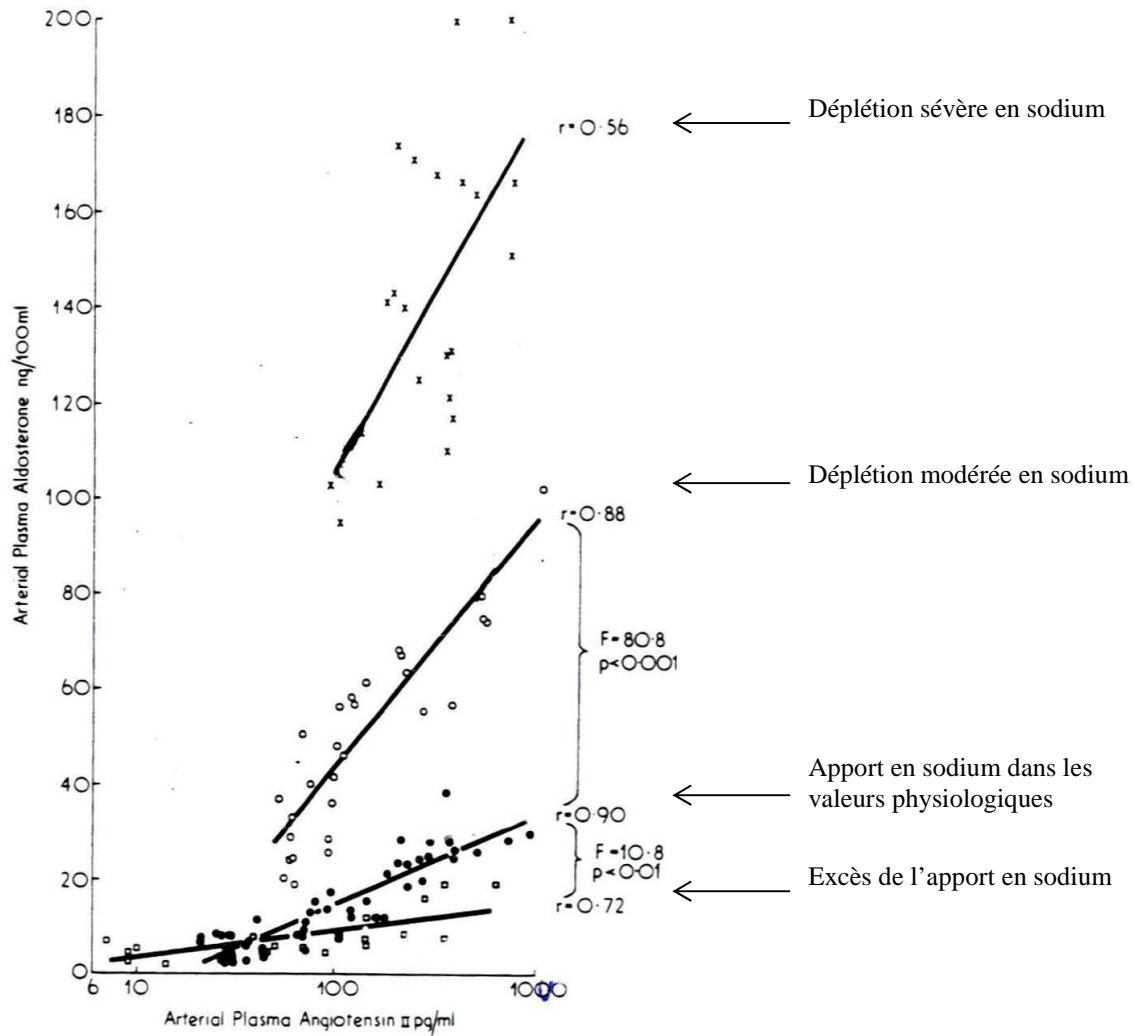 200
180
160
140
120
100
80
60
40
20
0
Arterial Plasma Aldosterone ng/100ml
6 10 100 1000
Arterial Plasma Angiotensin II pg/ml
r=0·56
Déplétion sévère en sodium
Déplétion modérée en sodium
r=0·88
F=80·8
p<0·001
Apport en sodium dans les
valeurs physiologiques
r=0·90
F=10·8
p<0·01
Excès de l’apport en sodium
r=0·72